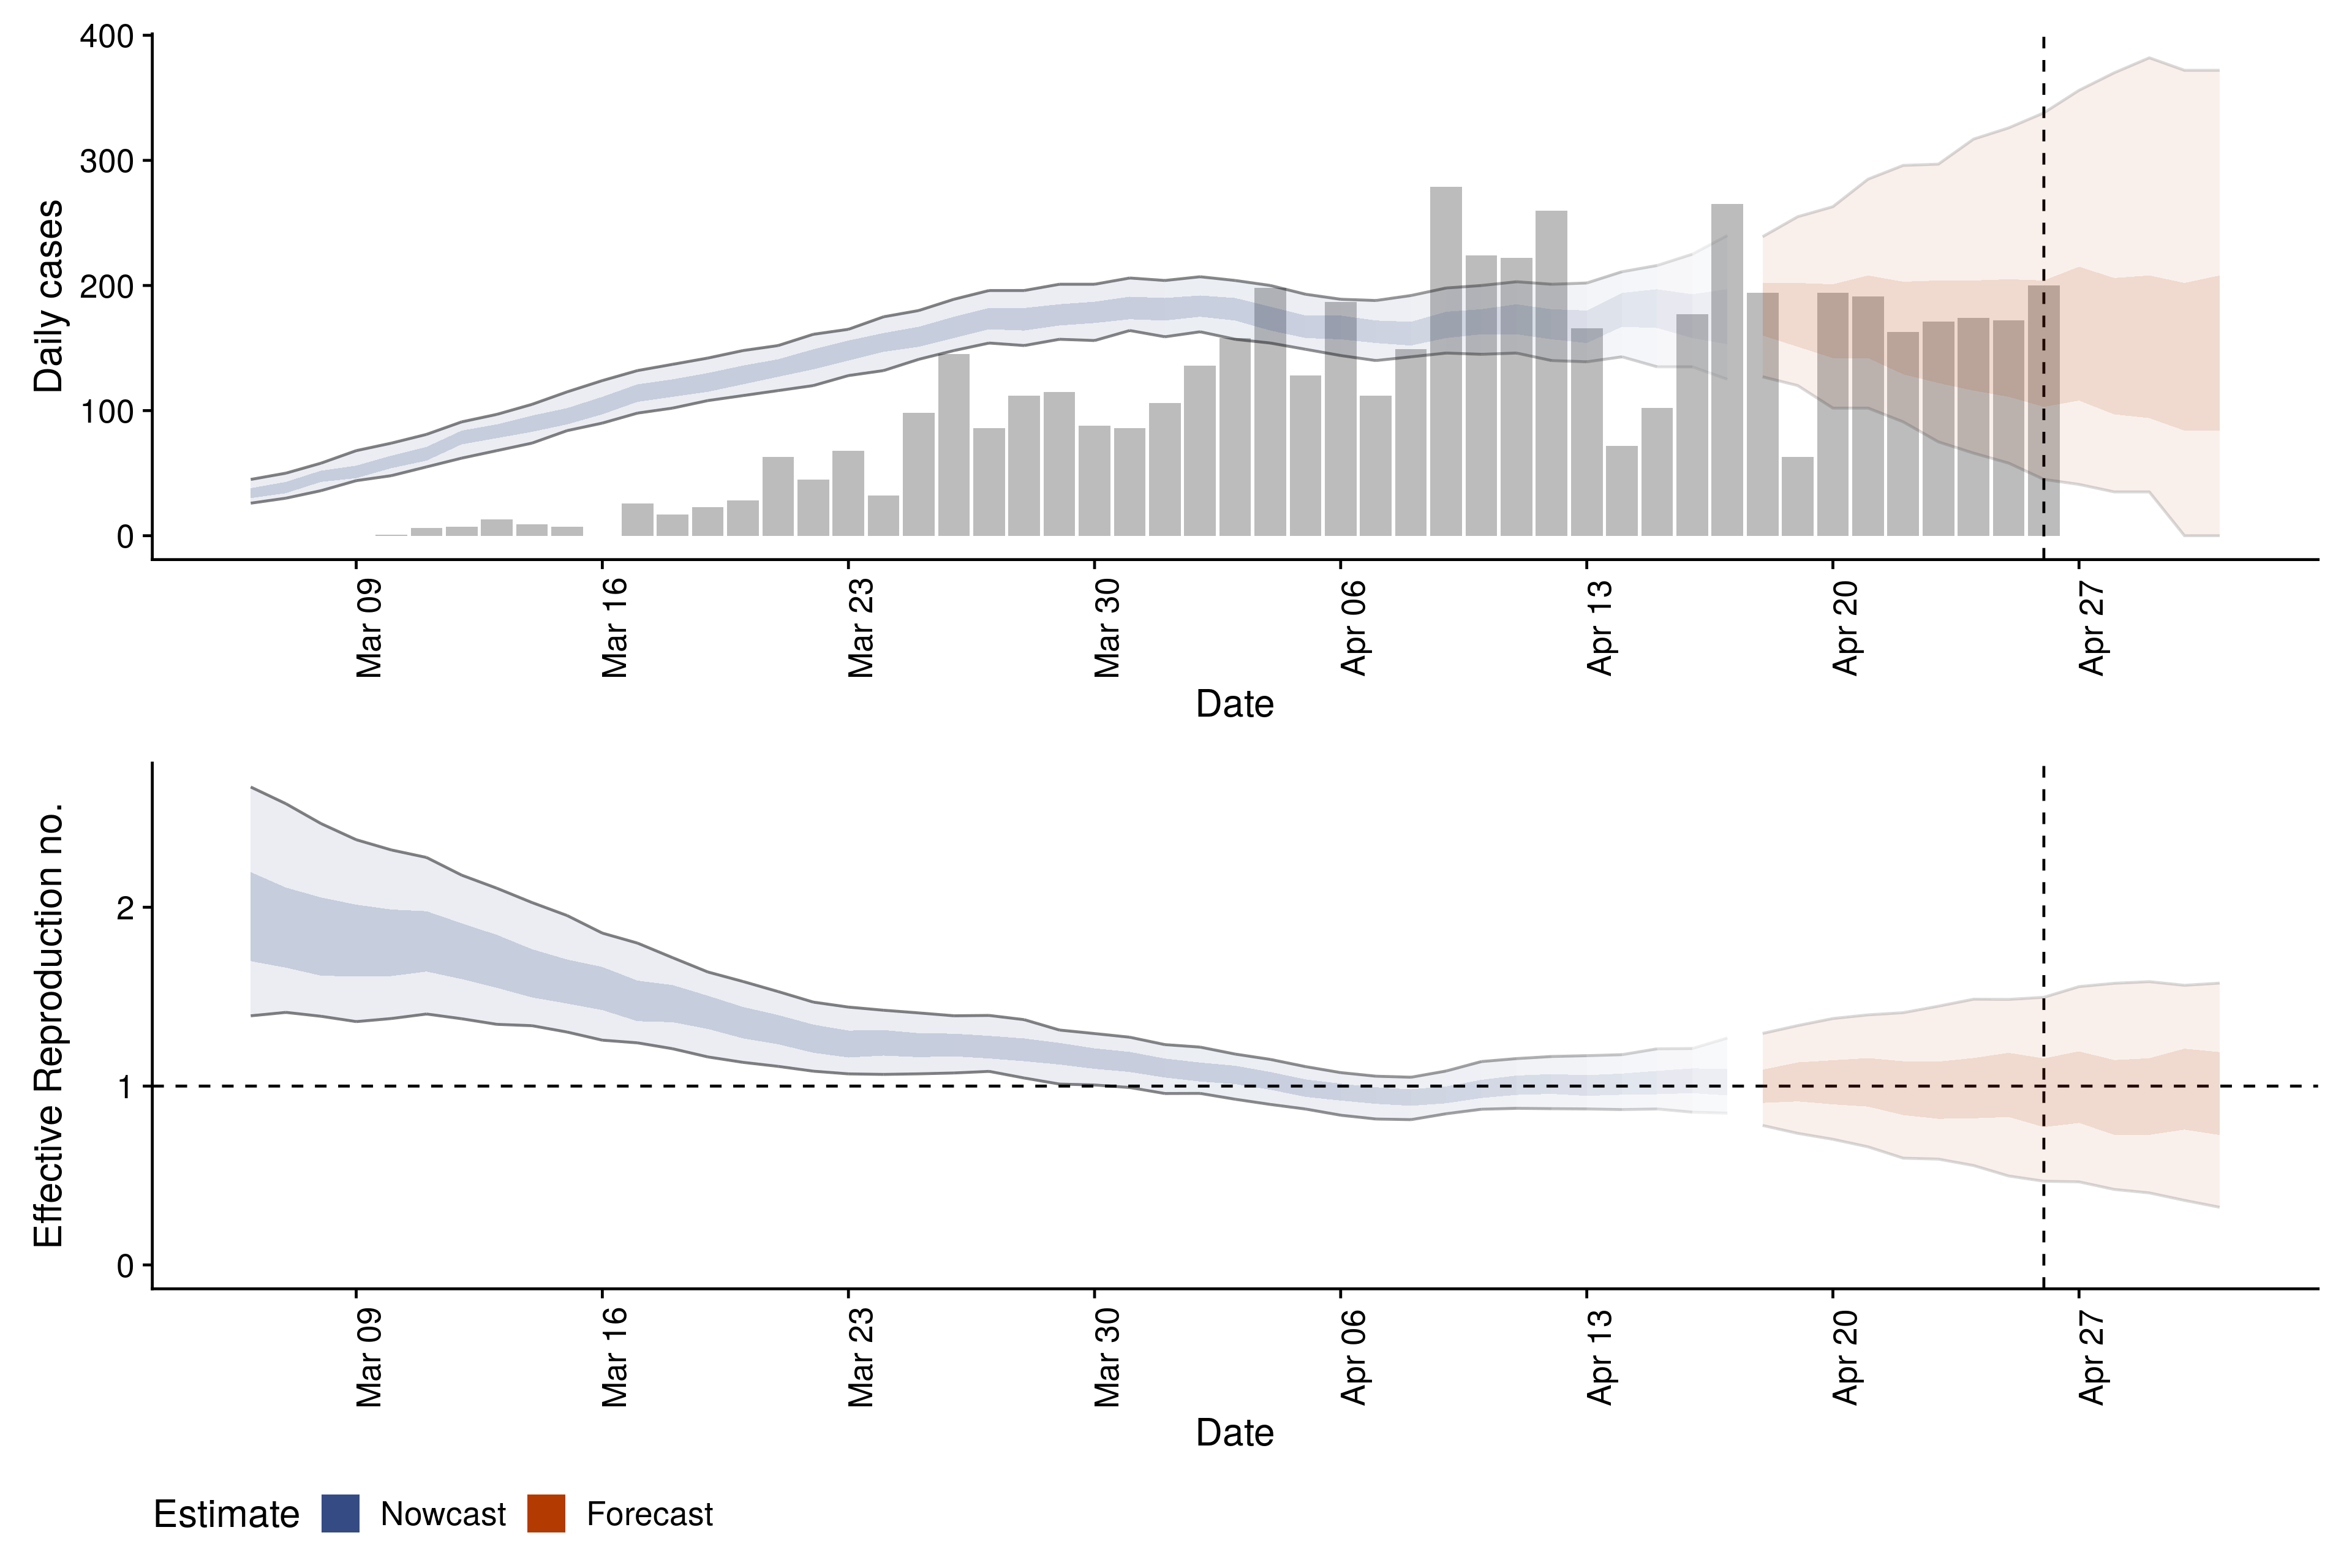 400
300
200
100
0
Daily cases
Mar 09
Mar 16
Mar 23
Mar 30
Apr 06
Apr 13
Apr 20
Apr 27
Date
2
1
0
Effective Reproduction no.
Mar 09
Mar 16
Mar 23
Mar 30
Apr 06
Apr 13
Apr 20
Apr 27
Date
Estimate Nowcast Forecast